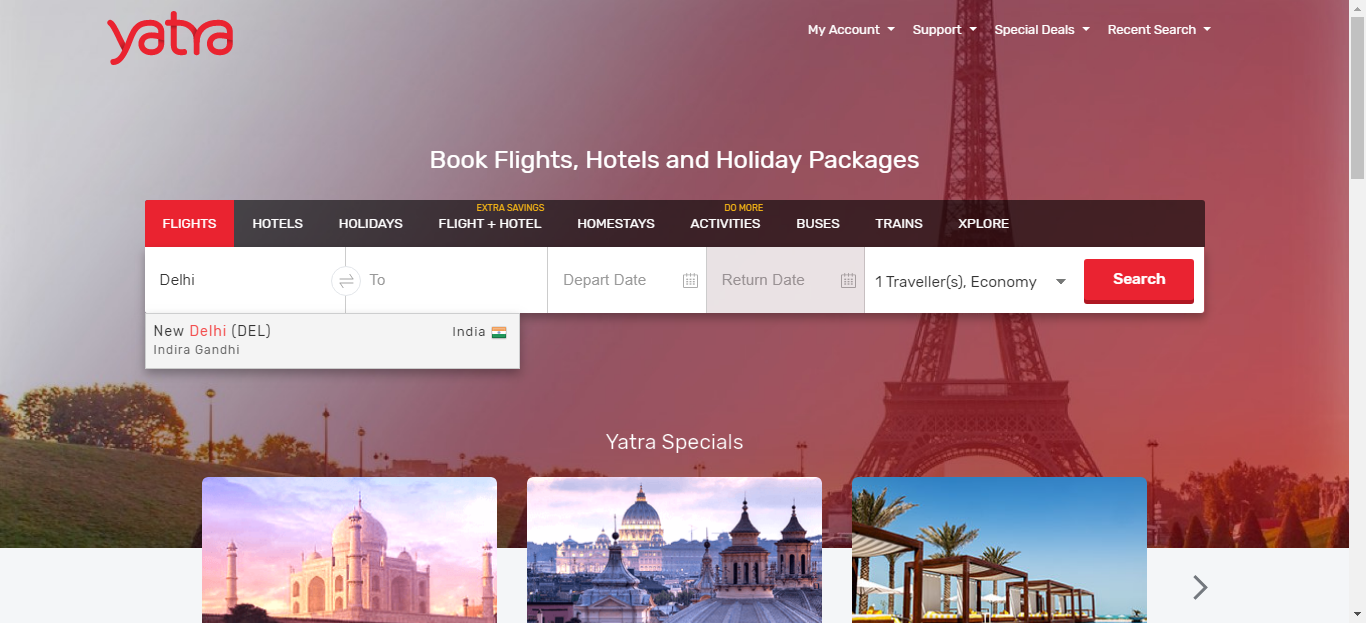 yatra
My Account Support Special Deals Recent Search
Book Flights, Hotels and Holiday Packages
EXTRA SAVINGS DO MORE
FLIGHTS HOTELS HOLIDAYS FLIGHT + HOTEL HOMESTAYS ACTIVITIES BUSES TRAINS XPLORE
Delhi To Depart Date Return Date 1 Traveller(s), Economy Search
New Delhi (DEL) India
Indira Gandhi
Yatra Specials